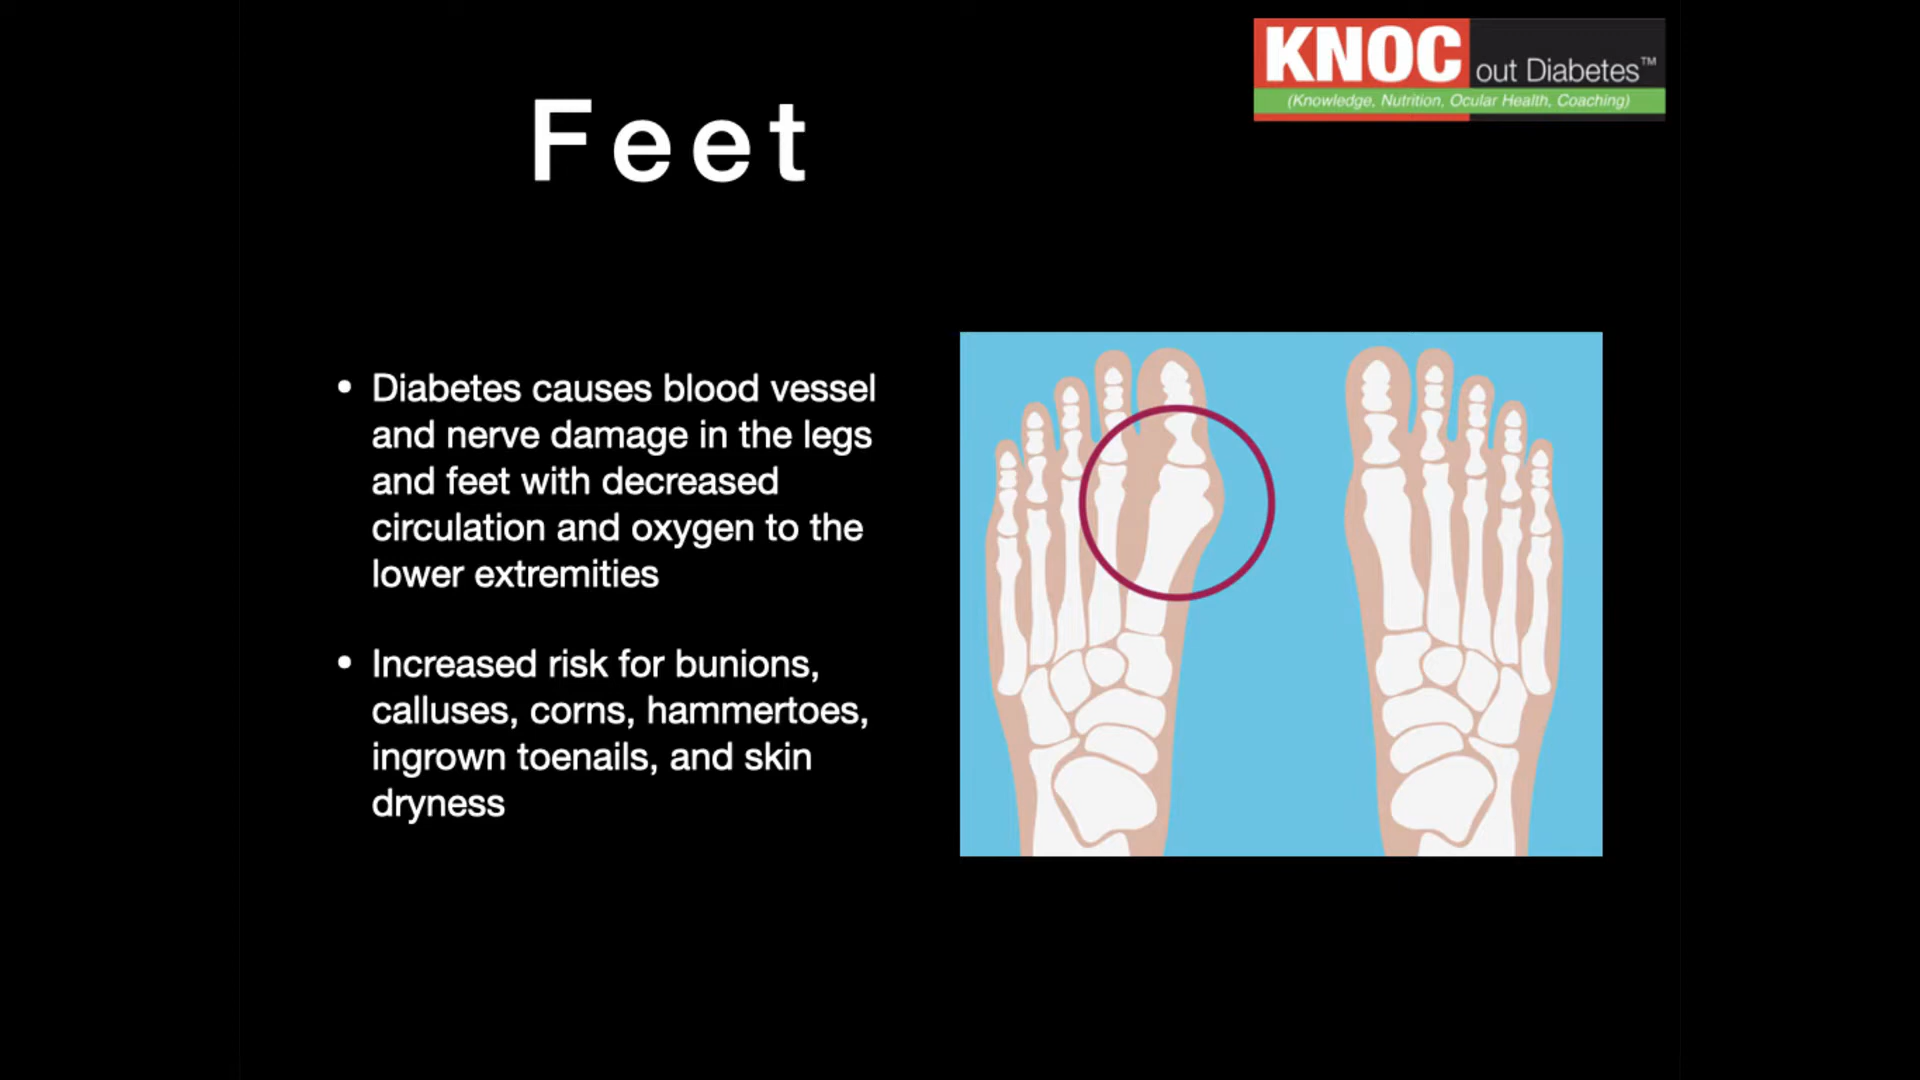 KNOC out Diabetes™
(Knowledge, Nutrition, Ocular Health, Coaching)
Feet
• Diabetes causes blood vessel
and nerve damage in the legs
and feet with decreased
circulation and oxygen to the
lower extremities
• Increased risk for bunions,
calluses, corns, hammertoes,
ingrown toenails, and skin
dryness